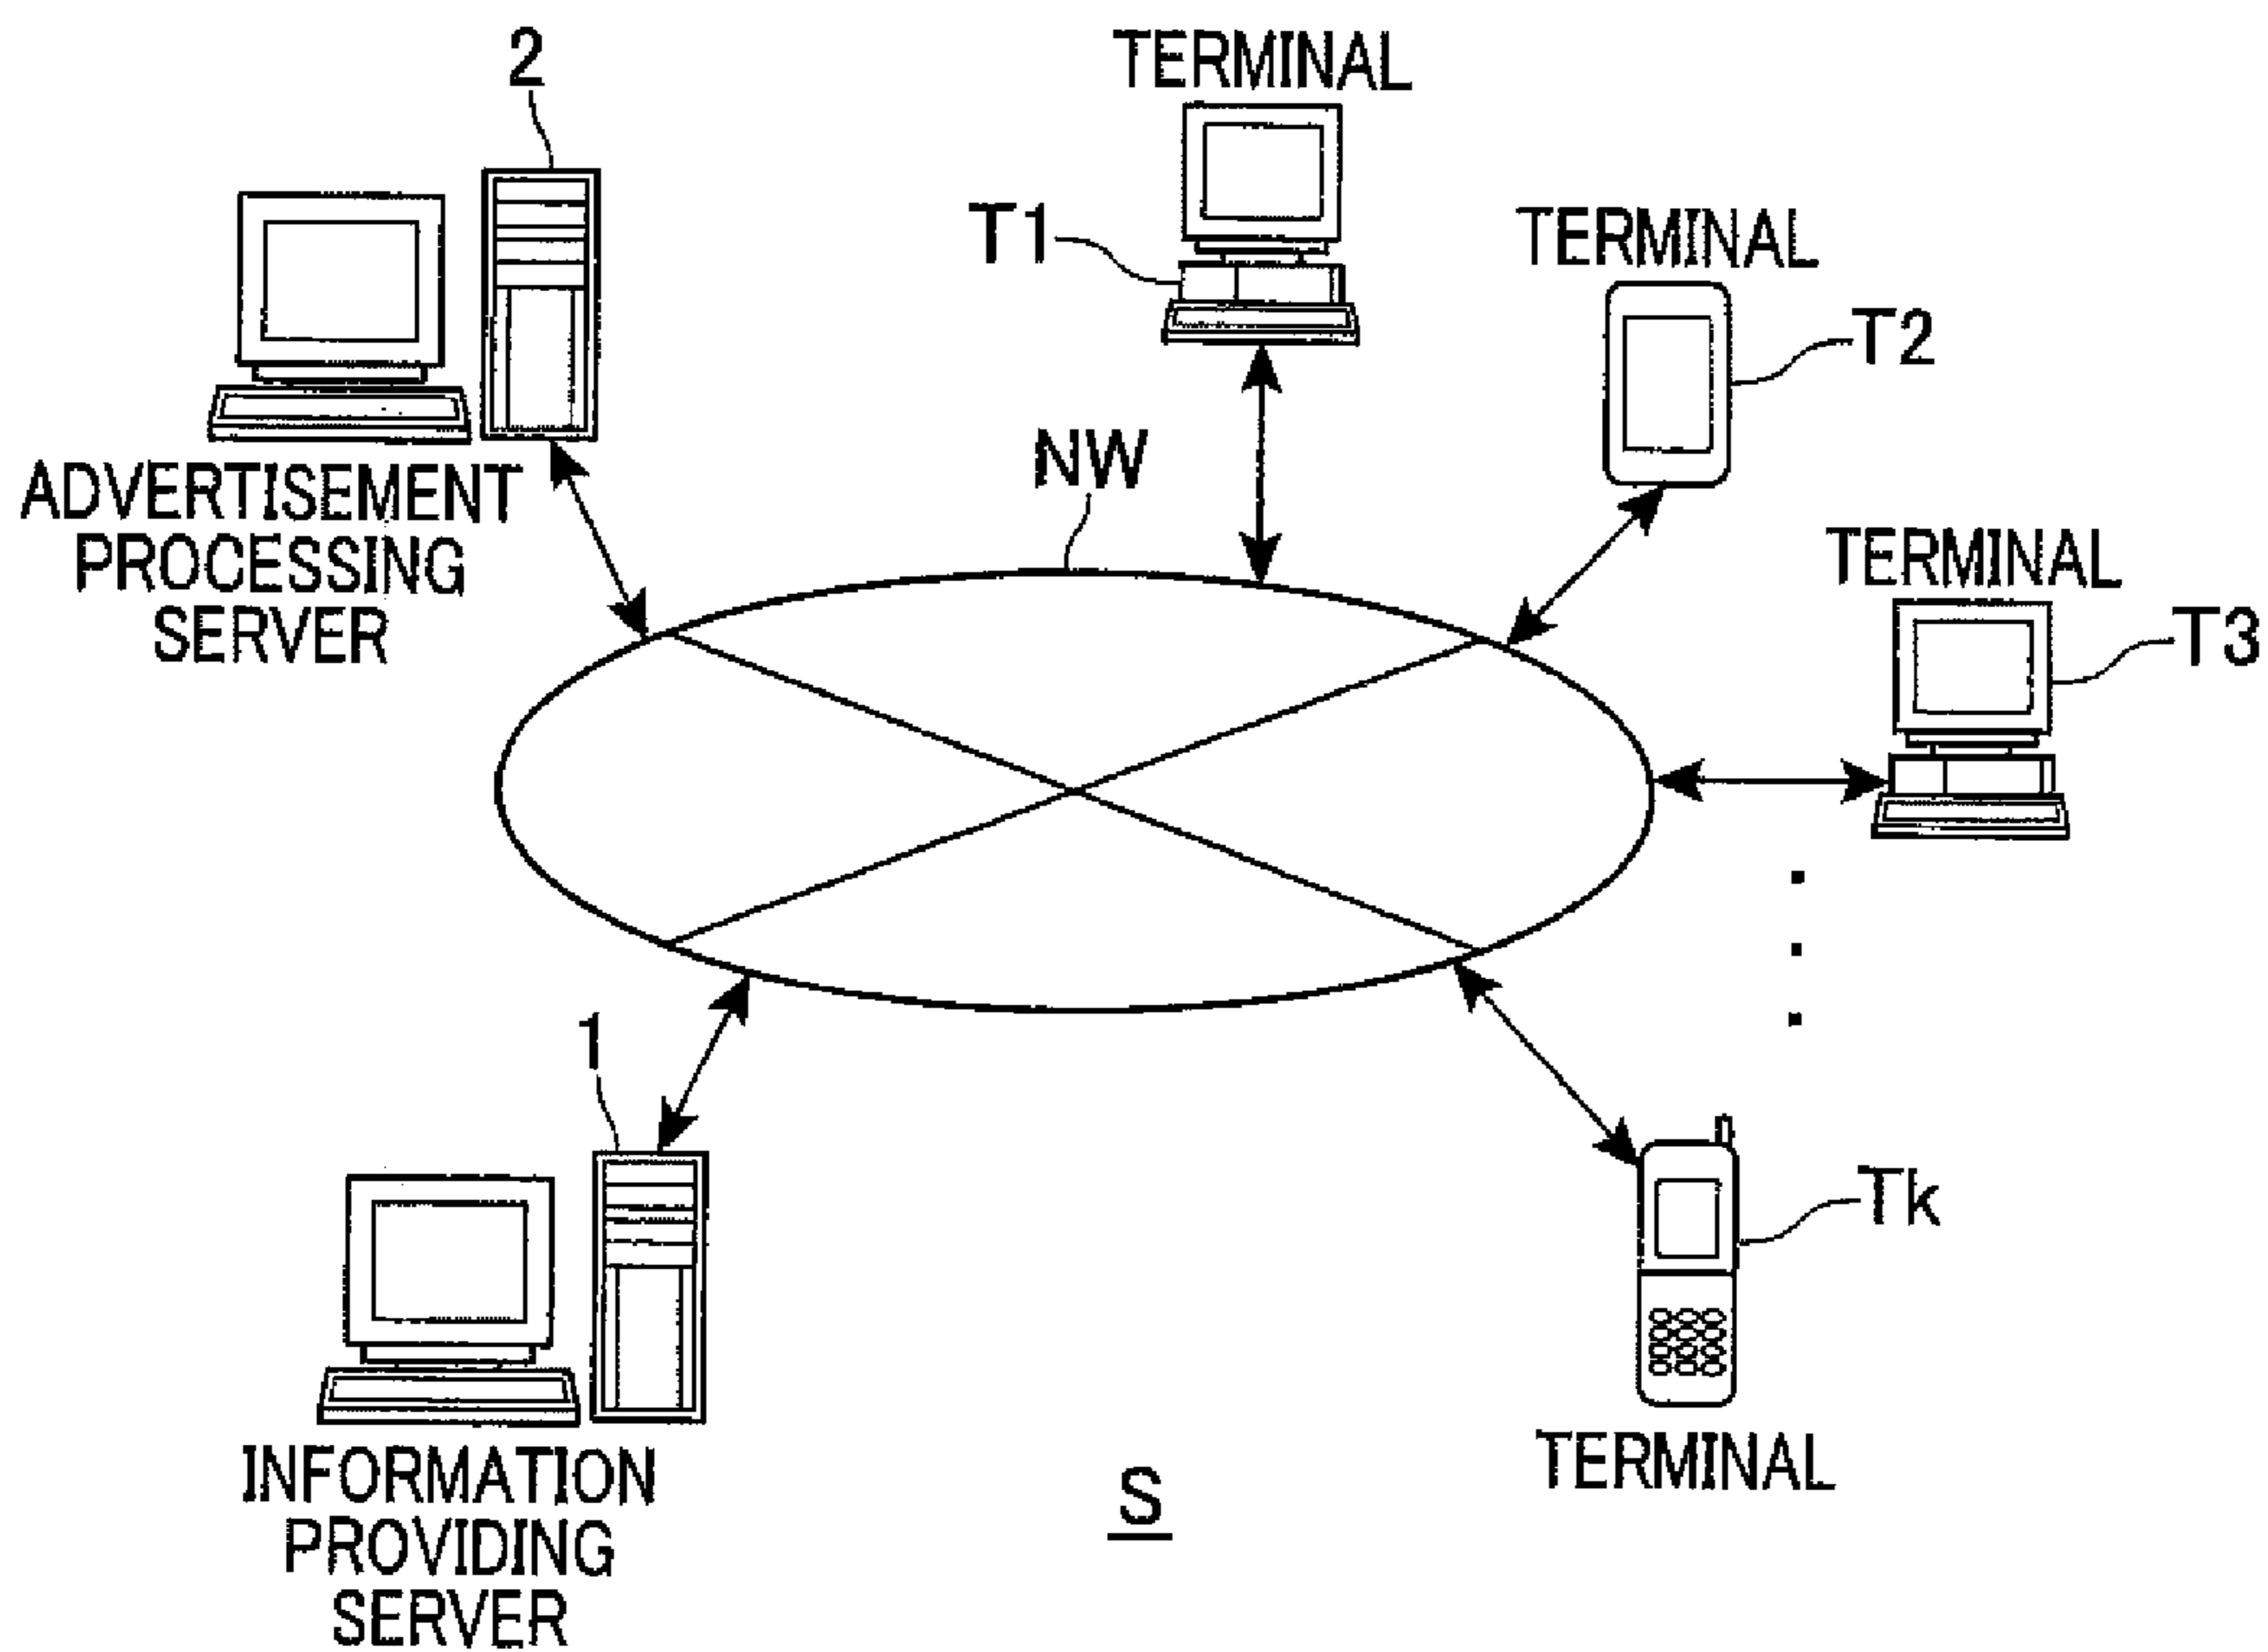 2
TERMINAL
T1
TERMINAL
T2
NW
ADVERTISEMENT
PROCESSING
SERVER
TERMINAL
T3
1
Tk
INFORMATION
PROVIDING
SERVER
TERMINAL
S